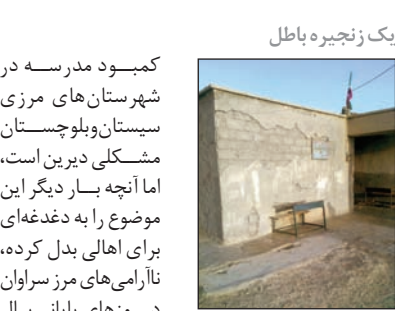 یک زنجیره باطل
کمبود مدرسه در
شهرستان‌های مرزی
سیستان‌وبلوچستان
مشکلی دیرین است،
اما آنچه بار دیگر این
موضوع را به دغدغه‌ای
برای اهالی بدل کرده،
ناآرامی‌های مرز سراوان